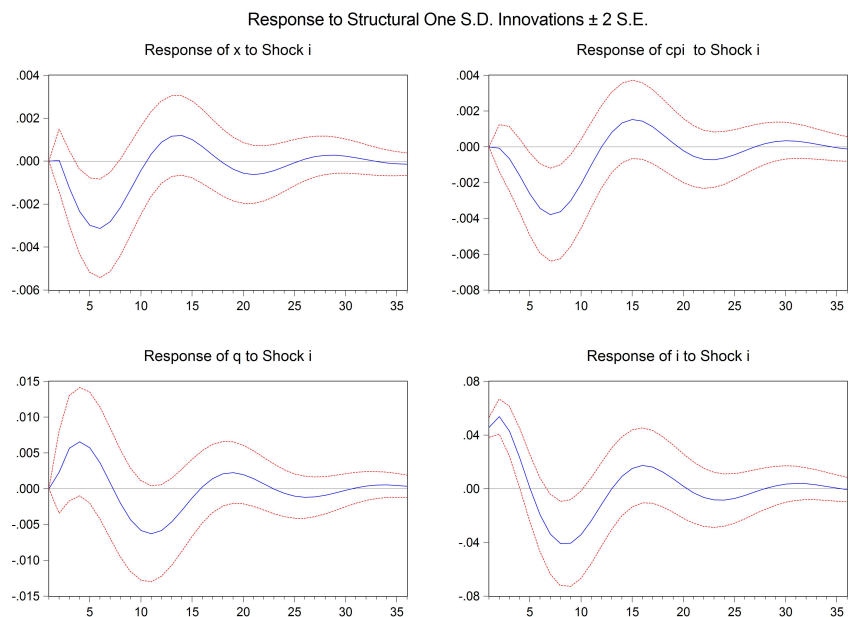 Response to Structural One S.D. Innovations ± 2 S.E.
Response of x to Shock i
.004
.002
.000
-.002
-.004
-.006
5 10 15 20 25 30 35
Response of cpi to Shock i
.004
.002
.000
-.002
-.004
-.006
-.008
5 10 15 20 25 30 35
Response of q to Shock i
.015
.010
.005
.000
-.005
-.010
-.015
5 10 15 20 25 30 35
Response of i to Shock i
.08
.04
.00
-.04
-.08
5 10 15 20 25 30 35